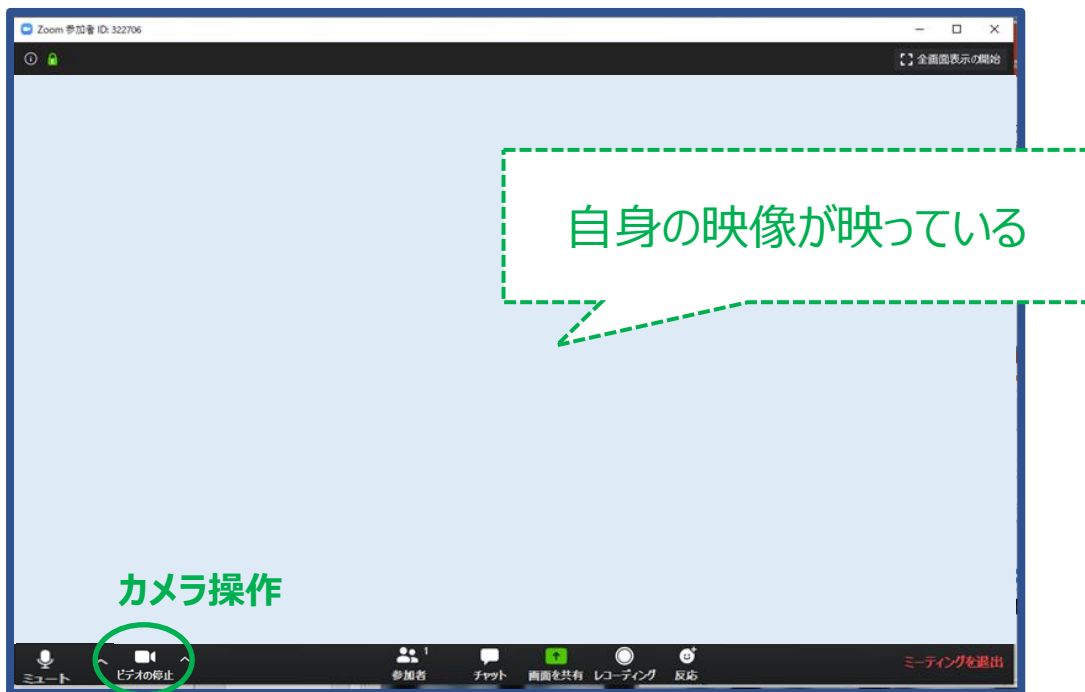 Zoom 参加者 ID: 322706
全画面表示の開始
自身の映像が映っている
カメラ操作
ミュート
ビデオの停止
参加者 1
チャット
画面を共有
レコーディング
反応
ミーティングを退出